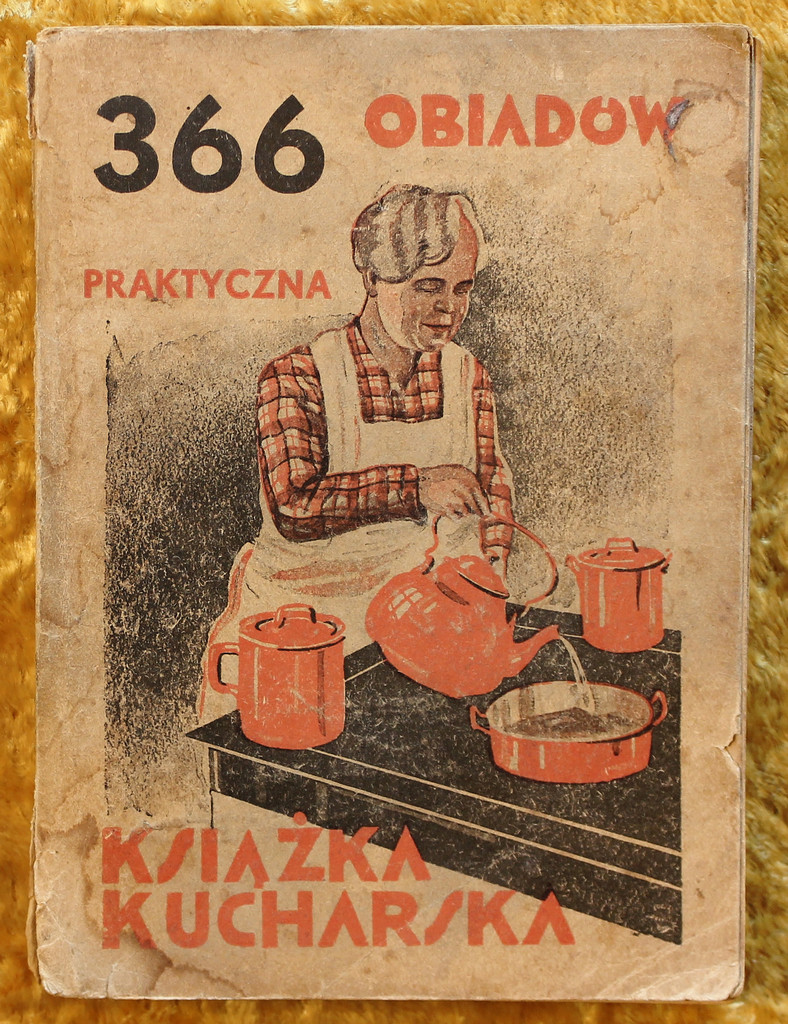 366 OBIADÓW
PRAKTYCZNA
KSIĄŻKA
KUCHARSKA